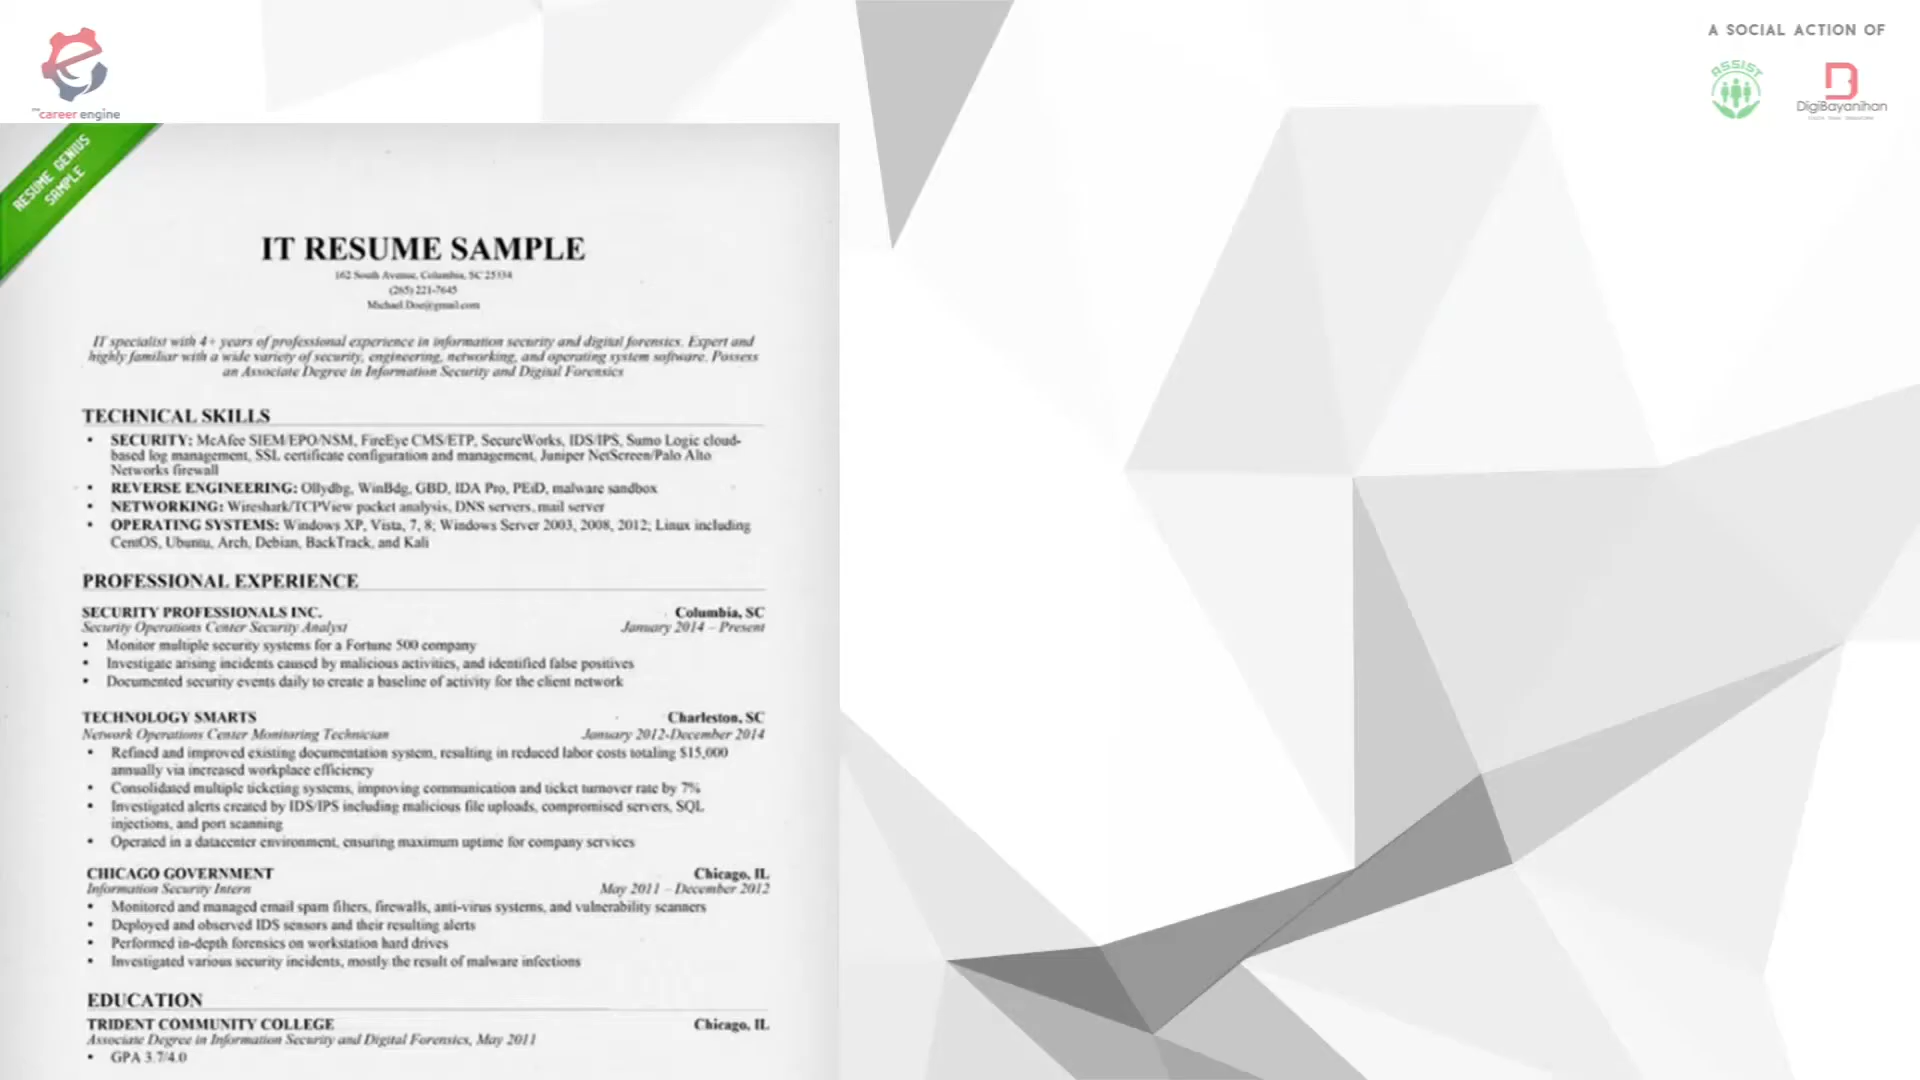 A SOCIAL ACTION OF
the
career engine
ASSIST
DigiBayanihan
RESUME GENIUS
SAMPLE
IT RESUME SAMPLE
162 South Avenue, Columbia, SC 25334
(265) 221-7645
Michael.Doe@gmail.com
IT specialist with 4+ years of professional experience in information security and digital forensics. Expert and
highly familiar with a wide variety of security, engineering, networking, and operating system software. Possess
an Associate Degree in Information Security and Digital Forensics
TECHNICAL SKILLS
• SECURITY: McAfee SIEM/EPO/NSM, FireEye CMS/ETP, SecureWorks, IDS/IPS, Sumo Logic cloud-
based log management, SSL certificate configuration and management, Juniper NetScreen/Palo Alto
Networks firewall
• REVERSE ENGINEERING: Ollydbg, WinBdg, GBD, IDA Pro, PEiD, malware sandbox
• NETWORKING: Wireshark/TCPView packet analysis, DNS servers, mail server
• OPERATING SYSTEMS: Windows XP, Vista, 7, 8; Windows Server 2003, 2008, 2012; Linux including
CentOS, Ubuntu, Arch, Debian, BackTrack, and Kali
PROFESSIONAL EXPERIENCE
SECURITY PROFESSIONALS INC. Columbia, SC
Security Operations Center Security Analyst January 2014 – Present
• Monitor multiple security systems for a Fortune 500 company
• Investigate arising incidents caused by malicious activities, and identified false positives
• Documented security events daily to create a baseline of activity for the client network
TECHNOLOGY SMARTS Charleston, SC
Network Operations Center Monitoring Technician January 2012-December 2014
• Refined and improved existing documentation system, resulting in reduced labor costs totaling $15,000
annually via increased workplace efficiency
• Consolidated multiple ticketing systems, improving communication and ticket turnover rate by 7%
• Investigated alerts created by IDS/IPS including malicious file uploads, compromised servers, SQL
injections, and port scanning
• Operated in a datacenter environment, ensuring maximum uptime for company services
CHICAGO GOVERNMENT Chicago, IL
Information Security Intern May 2011 – December 2012
• Monitored and managed email spam filters, firewalls, anti-virus systems, and vulnerability scanners
• Deployed and observed IDS sensors and their resulting alerts
• Performed in-depth forensics on workstation hard drives
• Investigated various security incidents, mostly the result of malware infections
EDUCATION
TRIDENT COMMUNITY COLLEGE Chicago, IL
Associate Degree in Information Security and Digital Forensics, May 2011
• GPA 3.7/4.0